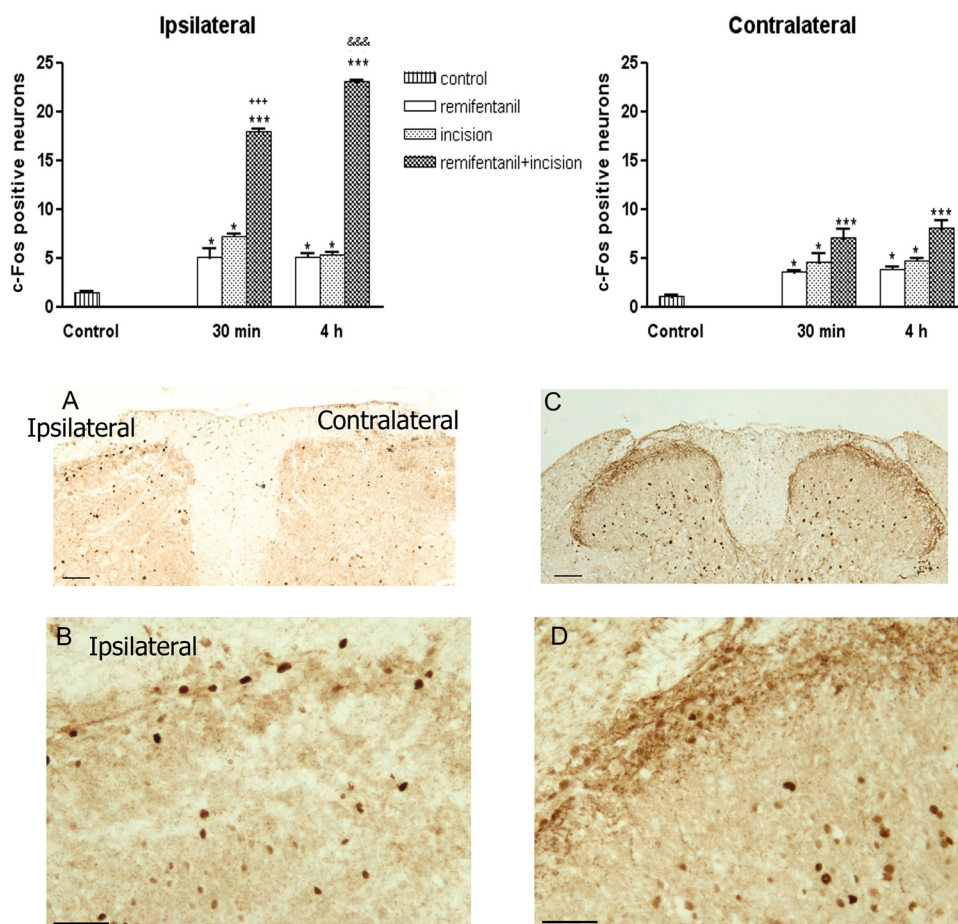 Ipsilateral
Contralateral
c-Fos positive neurons
25
20
15
10
5
0
+++
***
&&&
***
*
*
*
*
Control
30 min
4 h
control
remifentanil
incision
remifentanil+incision
c-Fos positive neurons
25
20
15
10
5
0
*
*
***
*
*
***
Control
30 min
4 h
A
Ipsilateral
Contralateral
C
B
Ipsilateral
D